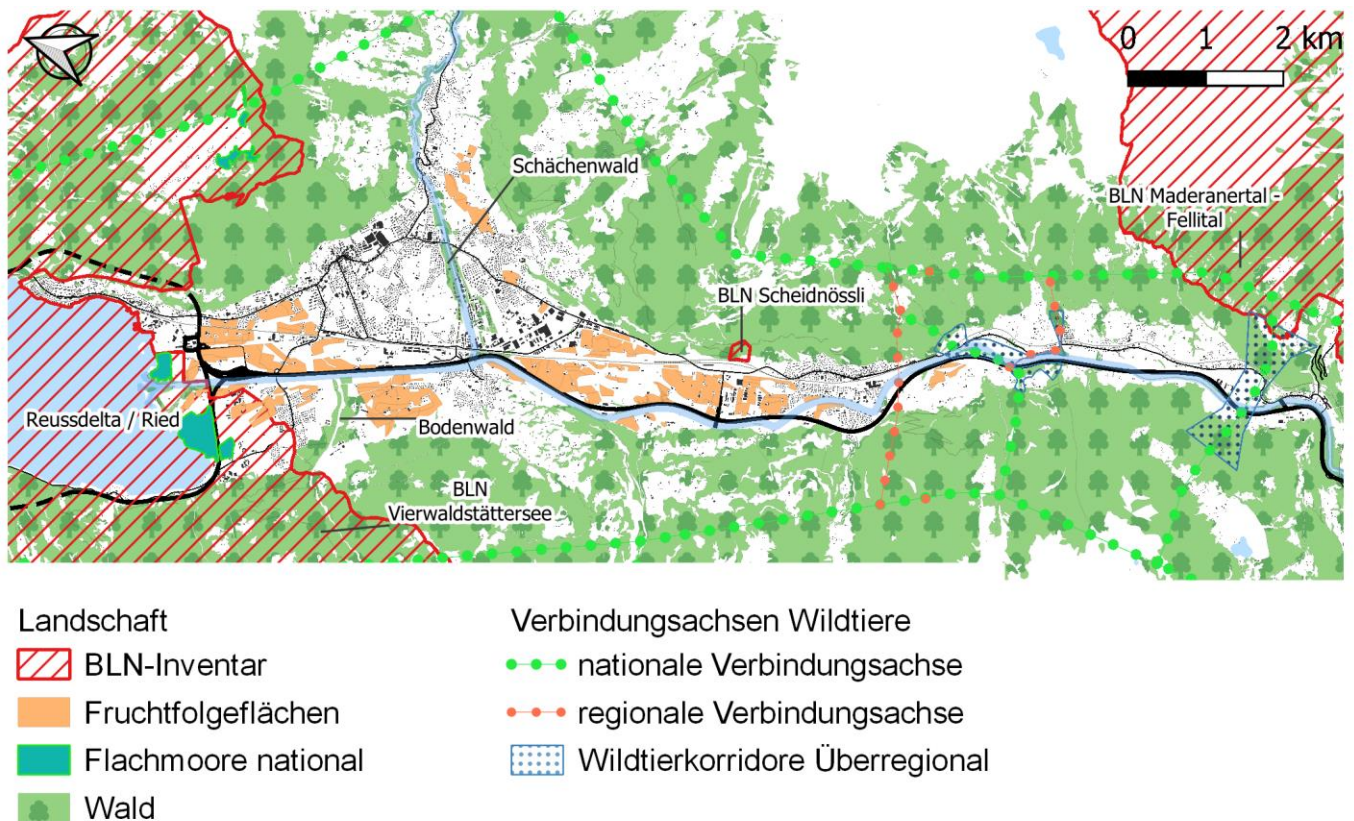 0 1 2 km
Schächenwald
BLN Maderanertal -
Fellital
BLN Scheidnössli
Reussdelta / Ried
Bodenwald
BLN
Vierwaldstättersee
Landschaft
BLN-Inventar
Fruchtfolgeflächen
Flachmoore national
Wald
Verbindungsachsen Wildtiere
nationale Verbindungsachse
regionale Verbindungsachse
Wildtierkorridore Überregional